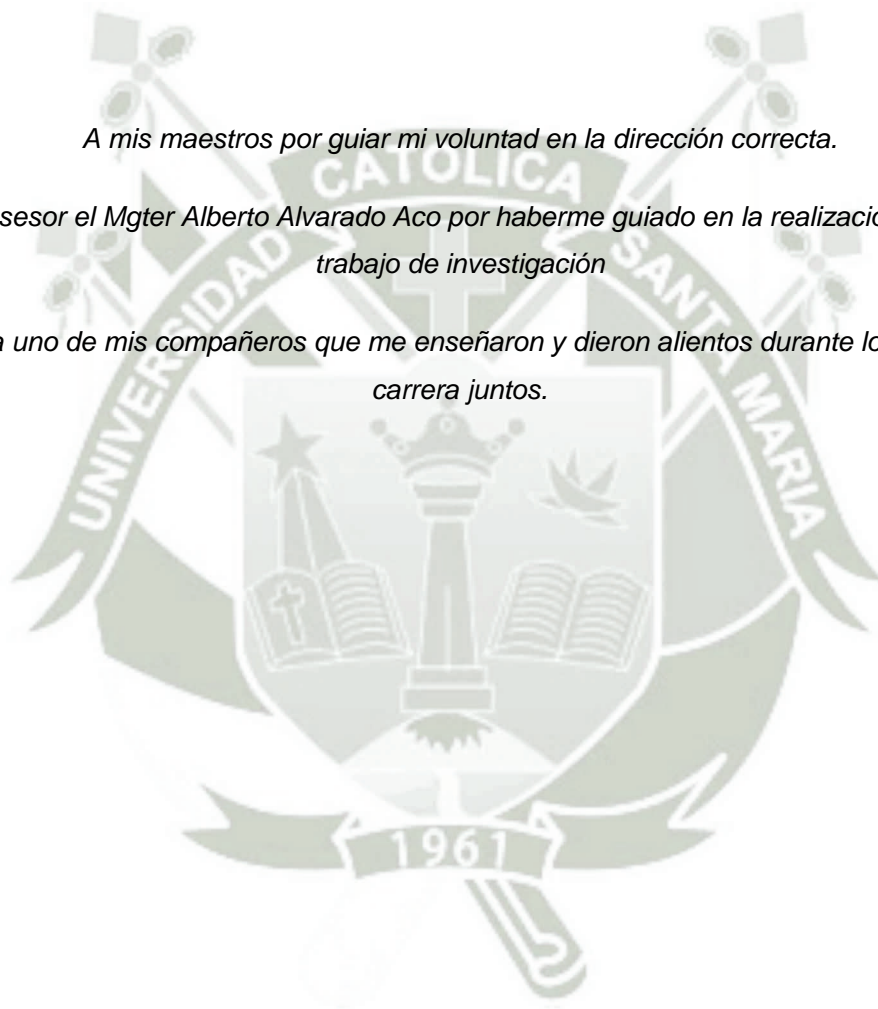 A mis maestros por guiar mi voluntad en la dirección correcta.
sesor el Mgter Alberto Alvarado Aco por haberme guiado en la realizació
trabajo de investigación
a uno de mis compañeros que me enseñaron y dieron alientos durante lo
carrera juntos.
UNIVERSIDAD CATOLICA SANTA MARIA
1961